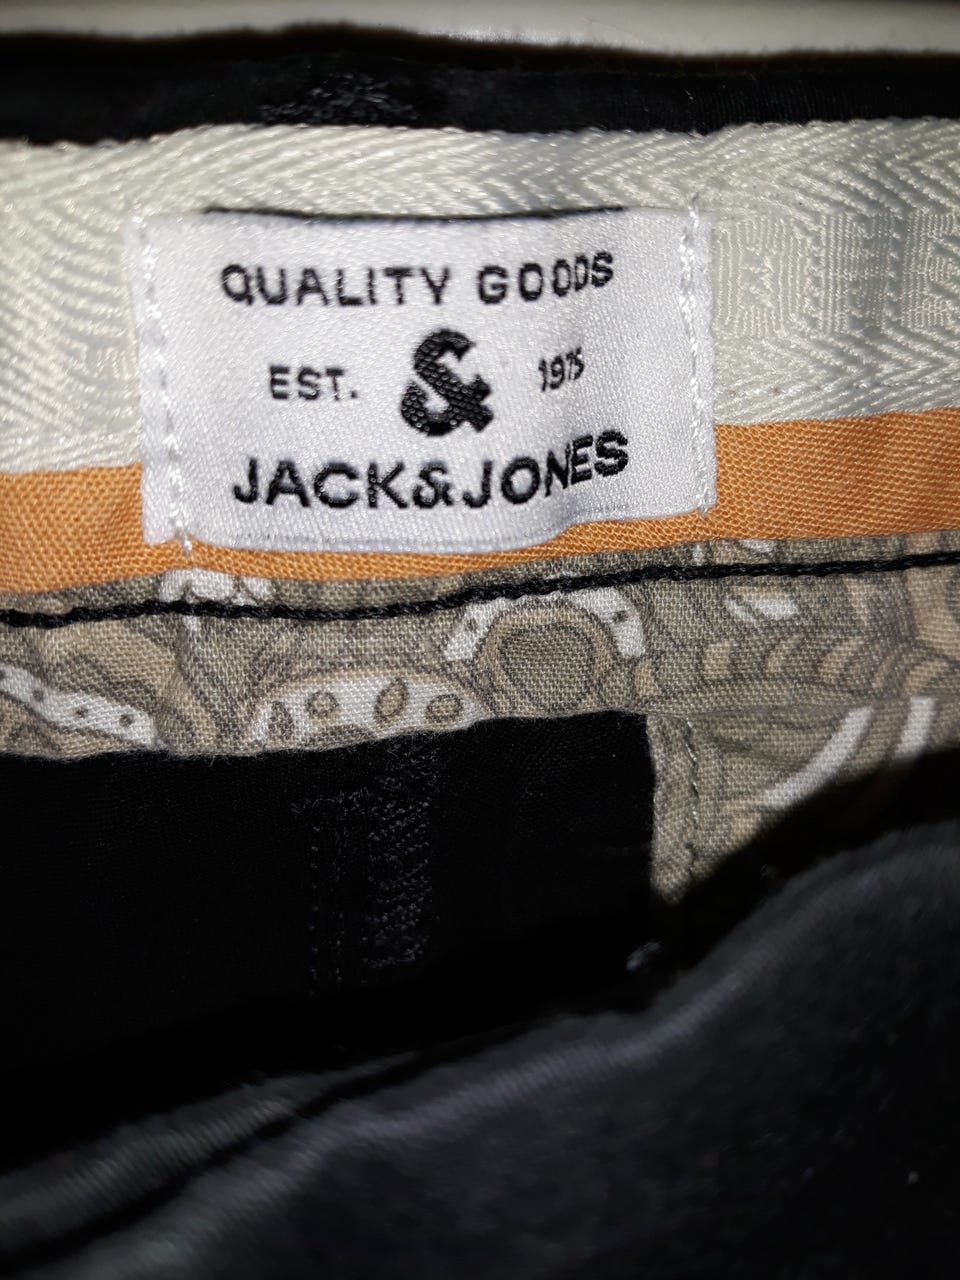 QUALITY GOODS
EST. & 1975
JACK&JONES